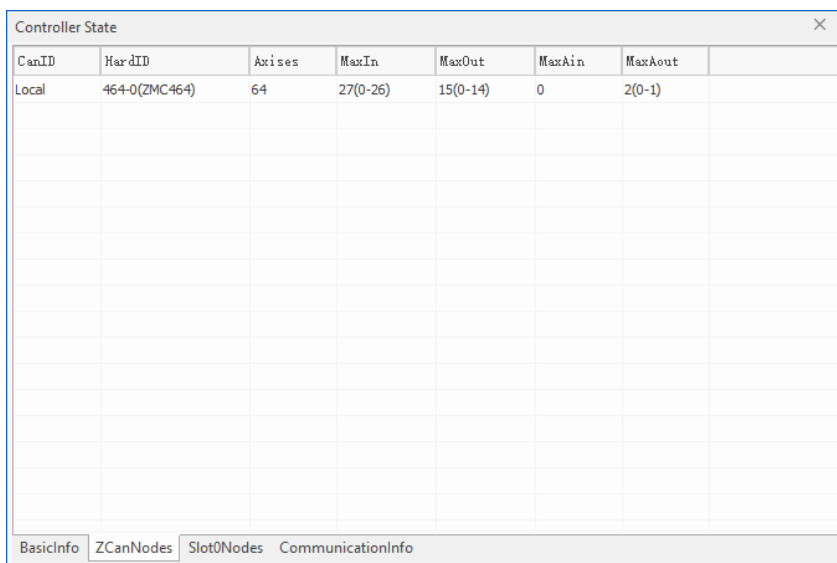 Controller State
CanID HardID Axises MaxIn MaxOut MaxAin MaxAout
Local 464-0(ZMC464) 64 27(0-26) 15(0-14) 0 2(0-1)
BasicInfo ZCanNodes Slot0Nodes CommunicationInfo